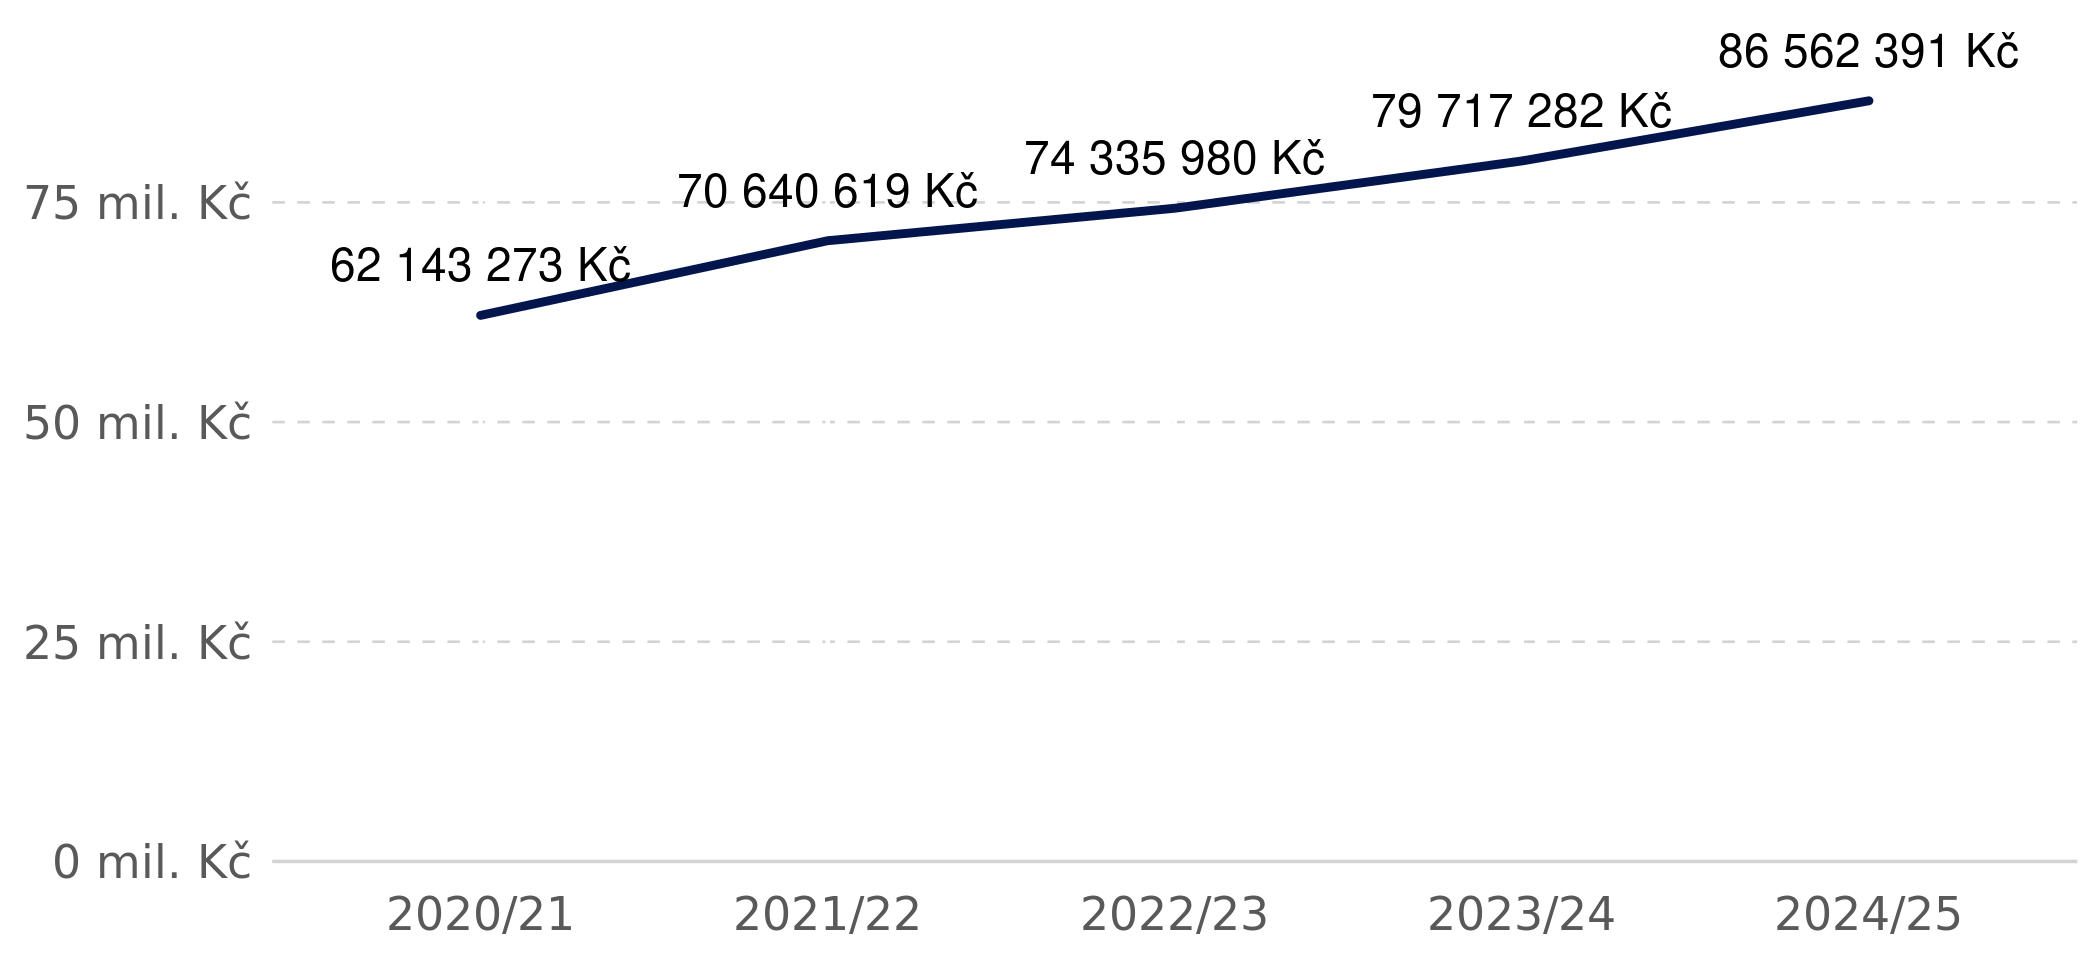 86 562 391 Kč
79 717 282 Kč
74 335 980 Kč
70 640 619 Kč
75 mil. Kč
62 143 273 Kč
50 mil. Kč
25 mil. Kč
0 mil. Kč
2020/21 2021/22 2022/23 2023/24 2024/25